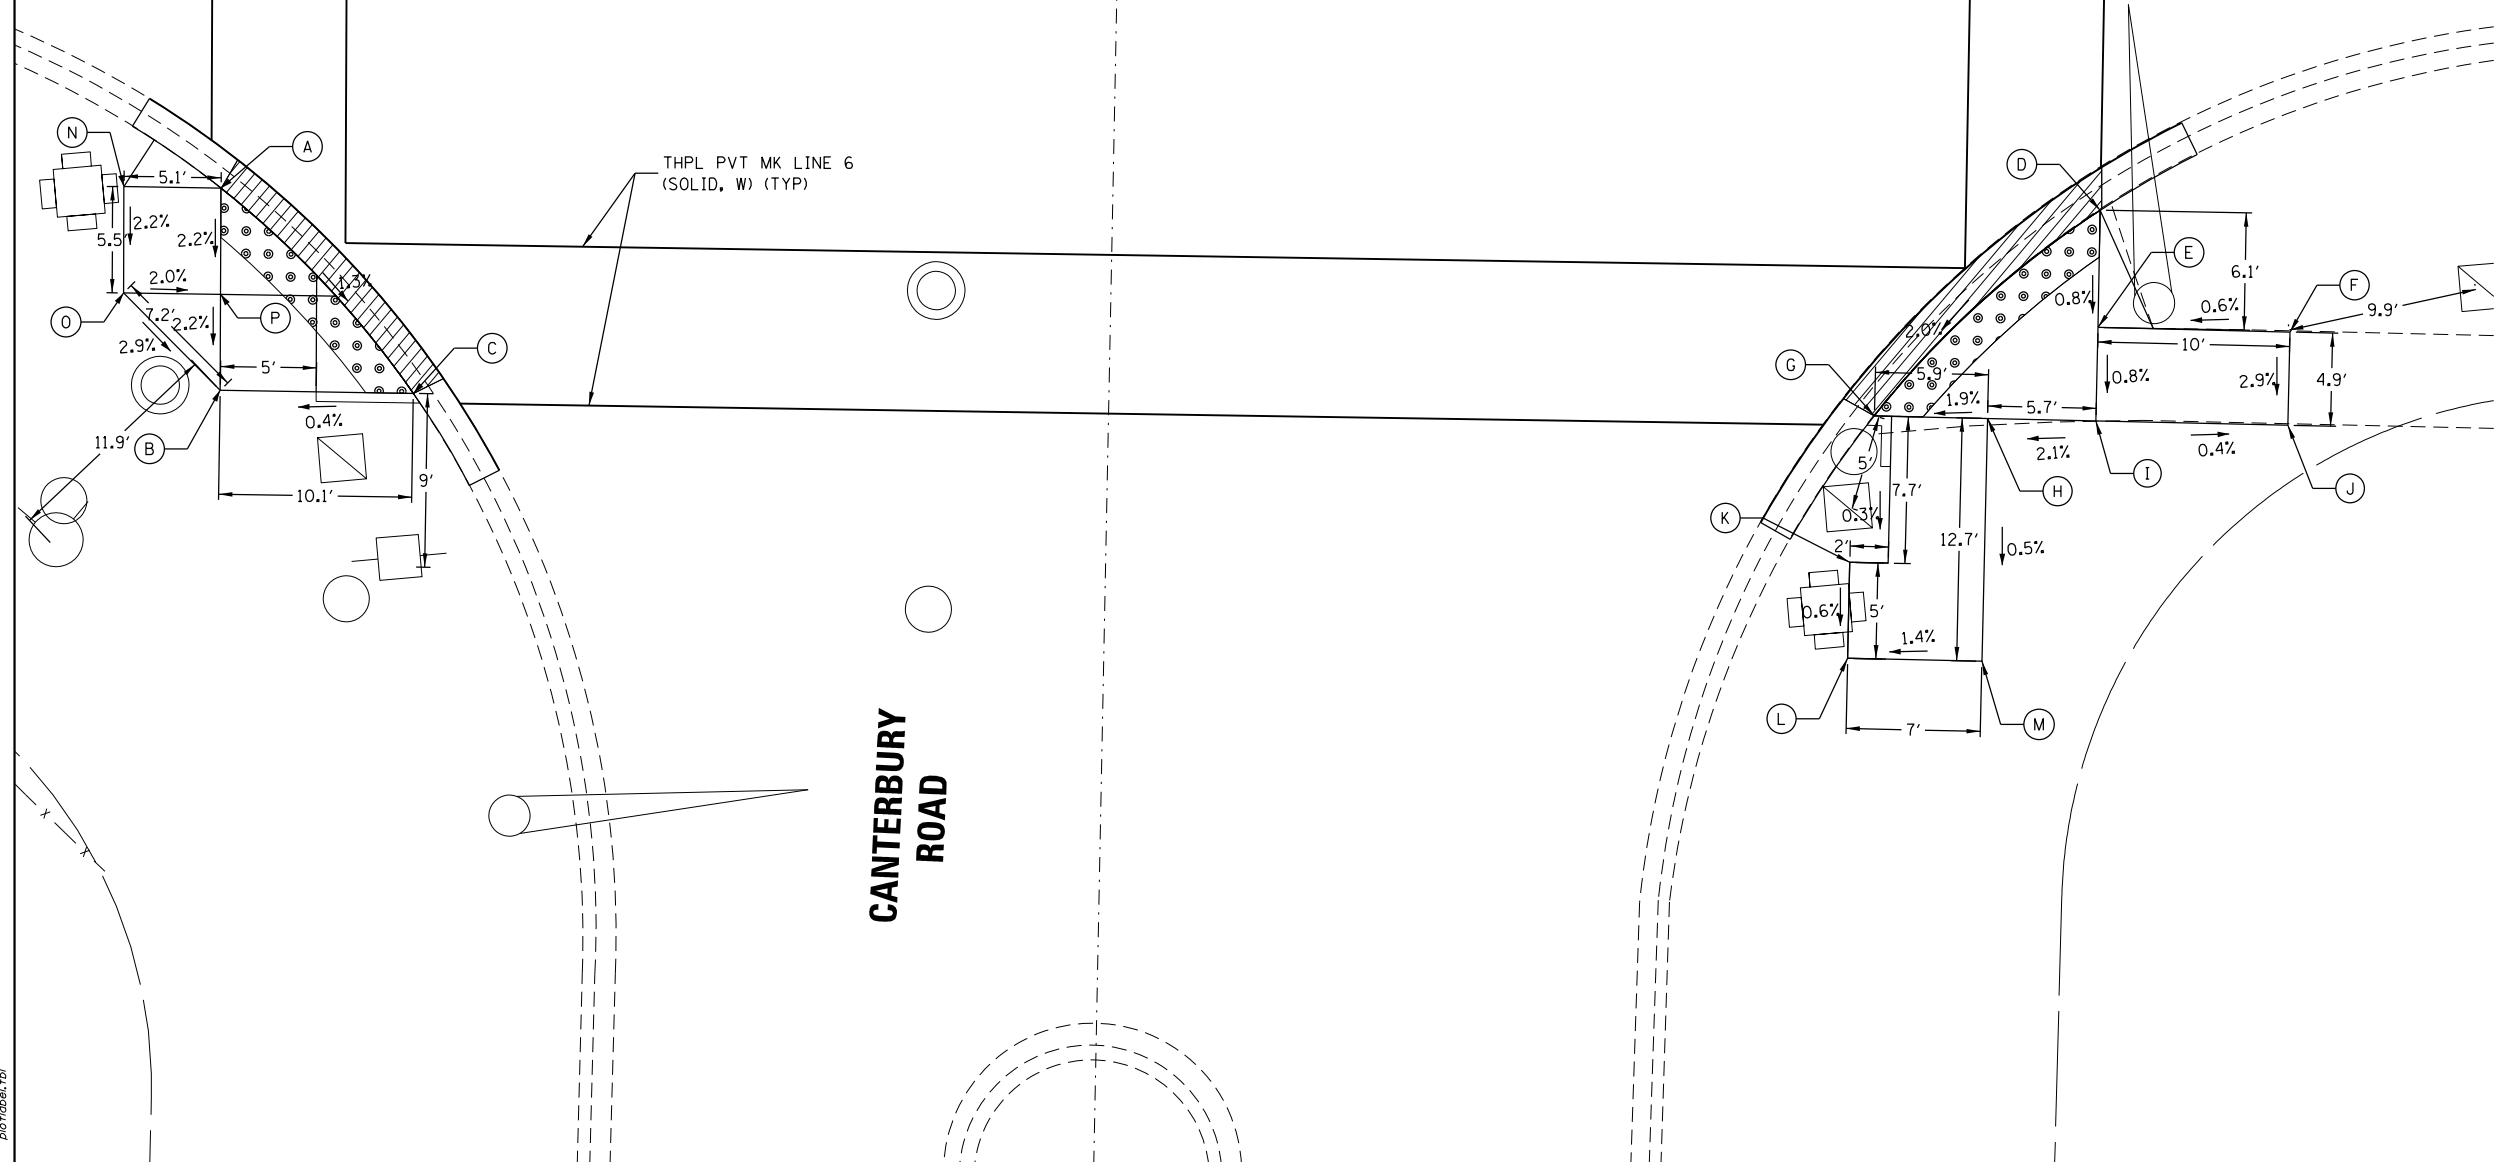 N
A
5.1'
2.2%
2.2%
5.5'
2.0%
1.3%
O
P
7.2'
2.2%
2.9%
5'
C
0.4%
11.9'
B
9'
10.1'
THPL PVT MK LINE 6
(SOLID, W) (TYP)
D
E
6.1'
F
0.8%
0.6%
9.9'
2.0%
10'
G
5.9'
0.8%
2.9%
4.9'
1.9%
5.7'
2.1%
0.4%
5'
I
J
H
7.7'
K
0.3%
2'
12.7'
0.5%
0.6%
5'
1.4%
L
M
7'
CANTERBURY
ROAD
plotlabel.tbl